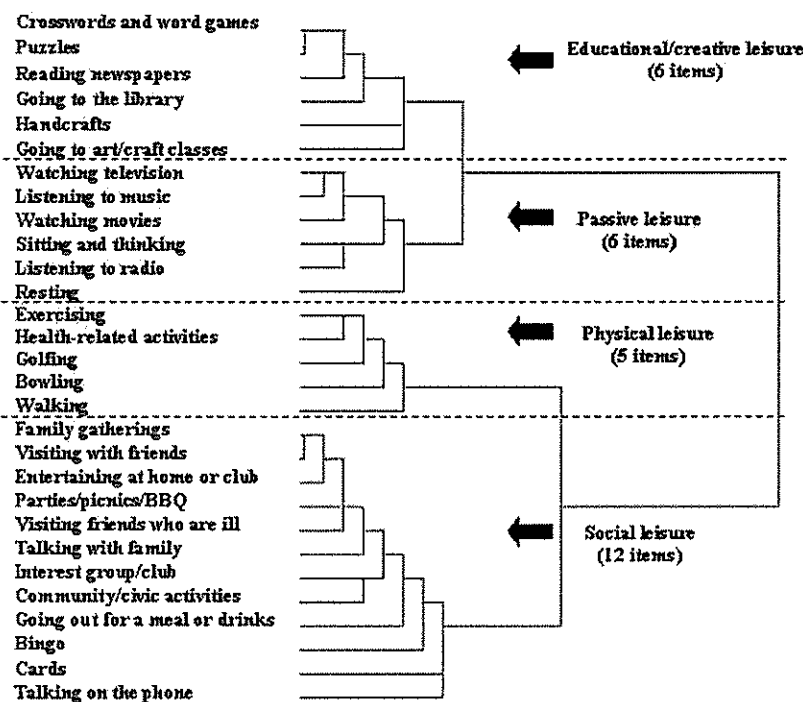 Crosswords and word games
Puzzles
Reading newspapers
Going to the library
Handcrafts
Going to art/craft classes
Educational/creative leisure
(6 items)
Watching television
Listening to music
Watching movies
Sitting and thinking
Listening to radio
Resting
Passive leisure
(6 items)
Exercising
Health-related activities
Golfing
Bowling
Walking
Physical leisure
(5 items)
Family gatherings
Visiting with friends
Entertaining at home or club
Parties/picnics/BBQ
Visiting friends who are ill
Talking with family
Interest group/club
Community/civic activities
Going out for a meal or drinks
Bingo
Cards
Talking on the phone
Social leisure
(12 items)